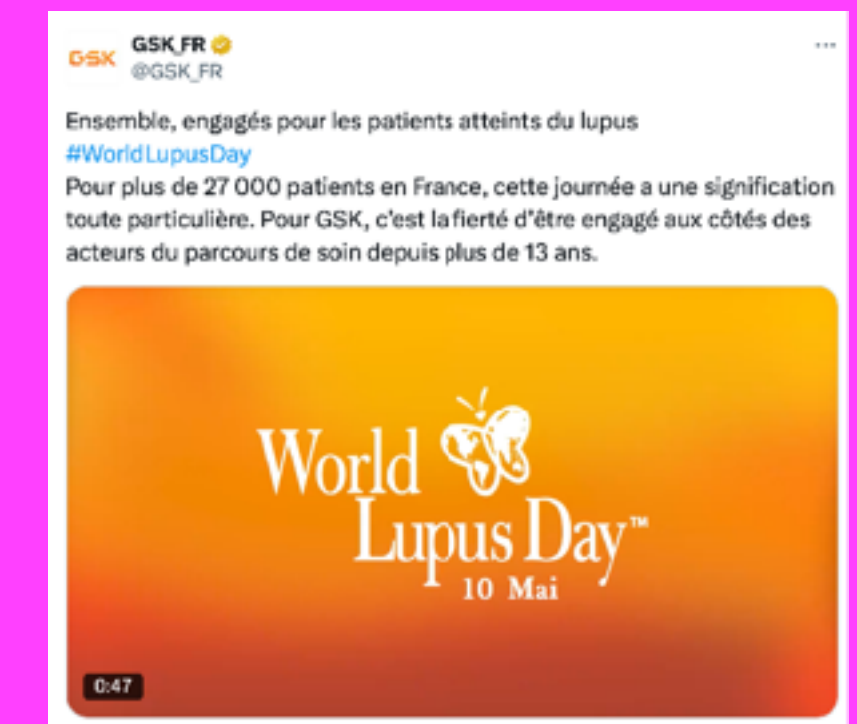 GSK
GSK_FR
@GSK_FR
Ensemble, engagés pour les patients atteints du lupus
#WorldLupusDay
Pour plus de 27 000 patients en France, cette journée a une signification
toute particulière. Pour GSK, c'est la fierté d'être engagé aux côtés des
acteurs du parcours de soin depuis plus de 13 ans.
World
Lupus Day™
10 Mai
0:47